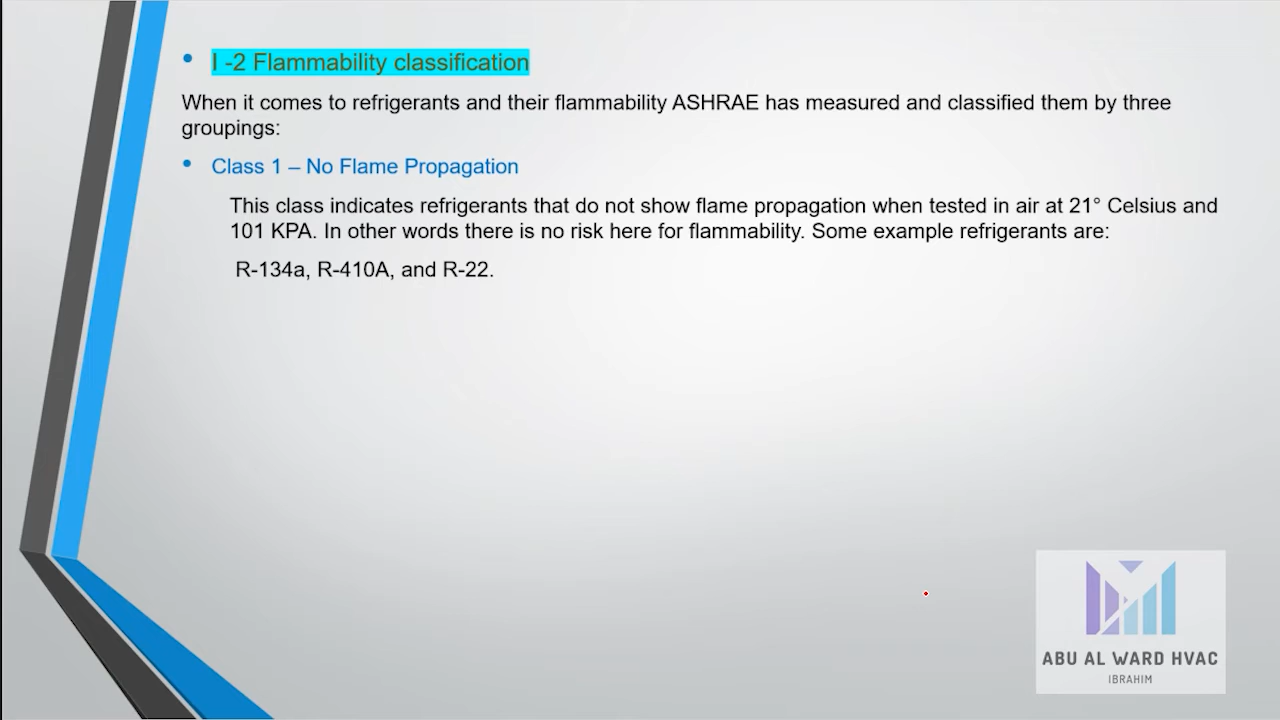 I -2 Flammability classification
When it comes to refrigerants and their flammability ASHRAE has measured and classified them by three
groupings:
Class 1 – No Flame Propagation
This class indicates refrigerants that do not show flame propagation when tested in air at 21° Celsius and
101 KPA. In other words there is no risk here for flammability. Some example refrigerants are:
R-134a, R-410A, and R-22.
ABU AL WARD HVAC
IBRAHIM